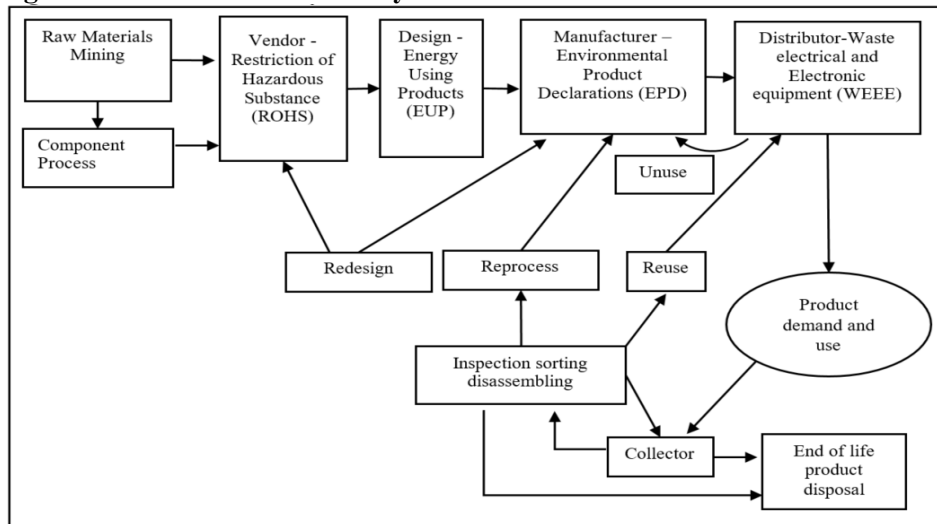 Raw Materials
Mining
Vendor -
Restriction of
Hazardous
Substance
(ROHS)
Design -
Energy
Using
Products
(EUP)
Manufacturer –
Environmental
Product
Declarations (EPD)
Distributor-Waste
electrical and
Electronic
equipment (WEEE)
Component
Process
Unuse
Redesign
Reprocess
Reuse
Product
demand and
use
Inspection sorting
disassembling
Collector
End of life
product
disposal